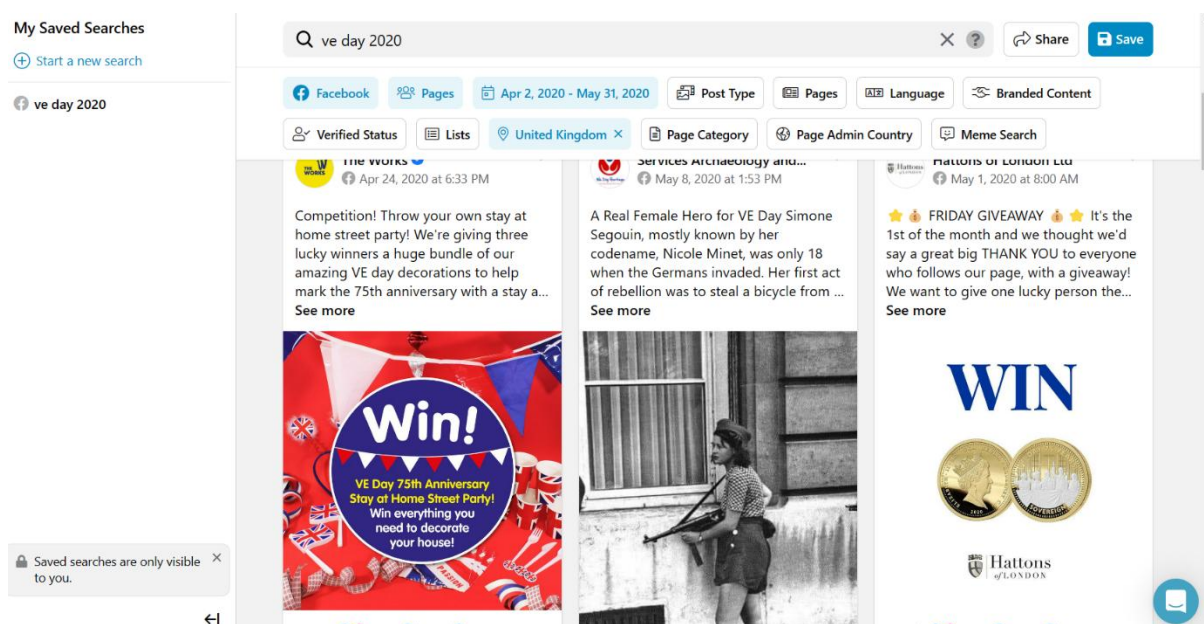 My Saved Searches
Start a new search
ve day 2020
Saved searches are only visible
to you.
ve day 2020
Share
Save
Facebook
Pages
Apr 2, 2020 - May 31, 2020
Post Type
Pages
Language
Branded Content
Verified Status
Lists
United Kingdom
Page Category
Page Admin Country
Meme Search
The Works
Apr 24, 2020 at 6:33 PM
Competition! Throw your own stay at
home street party! We're giving three
lucky winners a huge bundle of our
amazing VE day decorations to help
mark the 75th anniversary with a stay a...
See more
THE
WORKS
Win!
VE Day 75th Anniversary
Stay at Home Street Party!
Win everything you
need to decorate
your house!
Services Archaeology and...
May 8, 2020 at 1:53 PM
A Real Female Hero for VE Day Simone
Segouin, mostly known by her
codename, Nicole Minet, was only 18
when the Germans invaded. Her first act
of rebellion was to steal a bicycle from ...
See more
Hattons of London Ltd
May 1, 2020 at 8:00 AM
FRIDAY GIVEAWAY It's the
1st of the month and we thought we'd
say a great big THANK YOU to everyone
who follows our page, with a giveaway!
We want to give one lucky person the...
See more
WIN
SOVEREIGN
Hattons
of LONDON